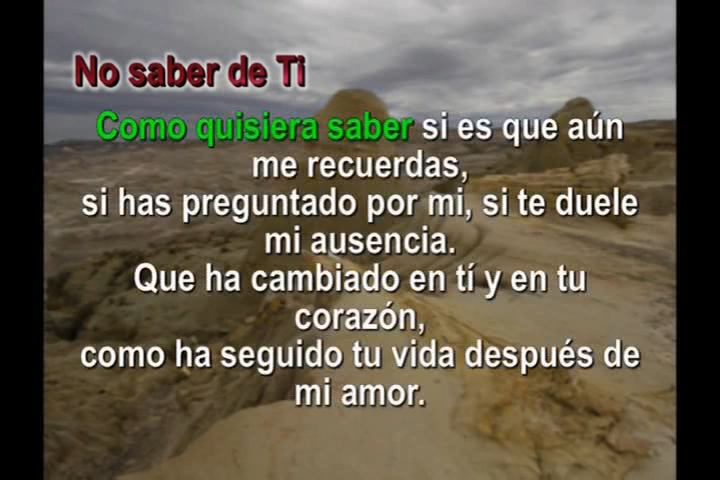 No saber de Ti
Como quisiera saber si es que aún
me recuerdas,
si has preguntado por mi, si te duele
mi ausencia.
Que ha cambiado en tí y en tu
corazón,
como ha seguido tu vida después de
mi amor.